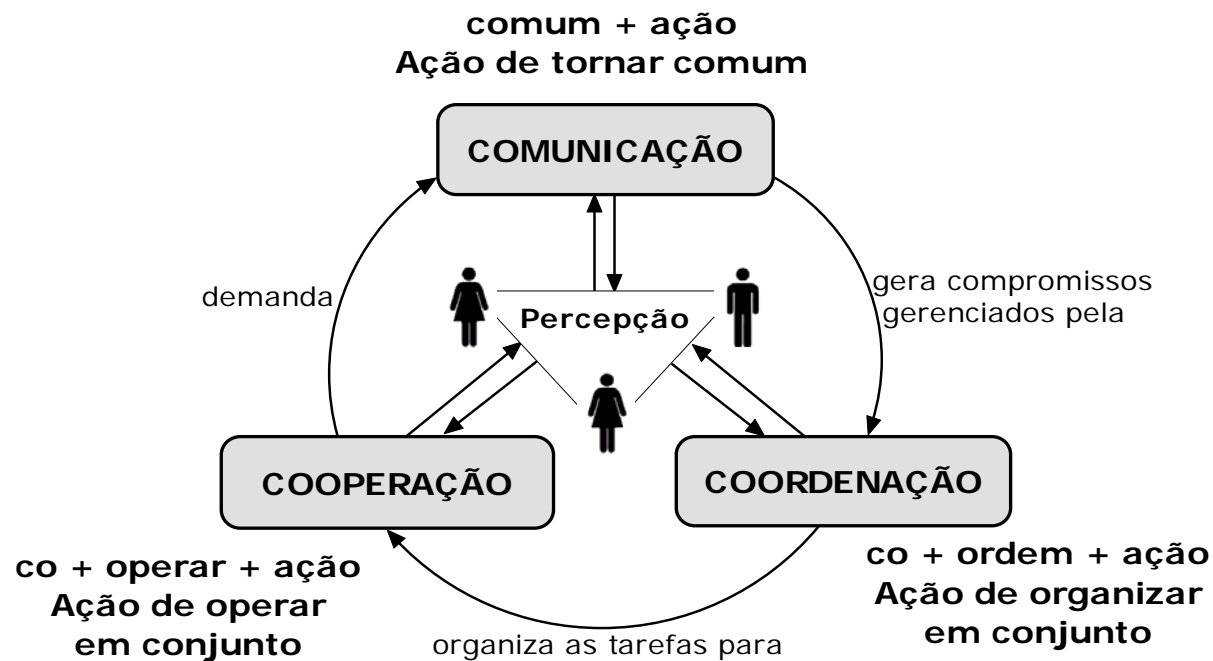 comum + ação
Ação de tornar comum
COMUNICAÇÃO
demanda
gera compromissos
gerenciados pela
Percepção
COOPERAÇÃO
COORDENAÇÃO
co + operar + ação
Ação de operar
em conjunto
co + ordem + ação
Ação de organizar
em conjunto
organiza as tarefas para